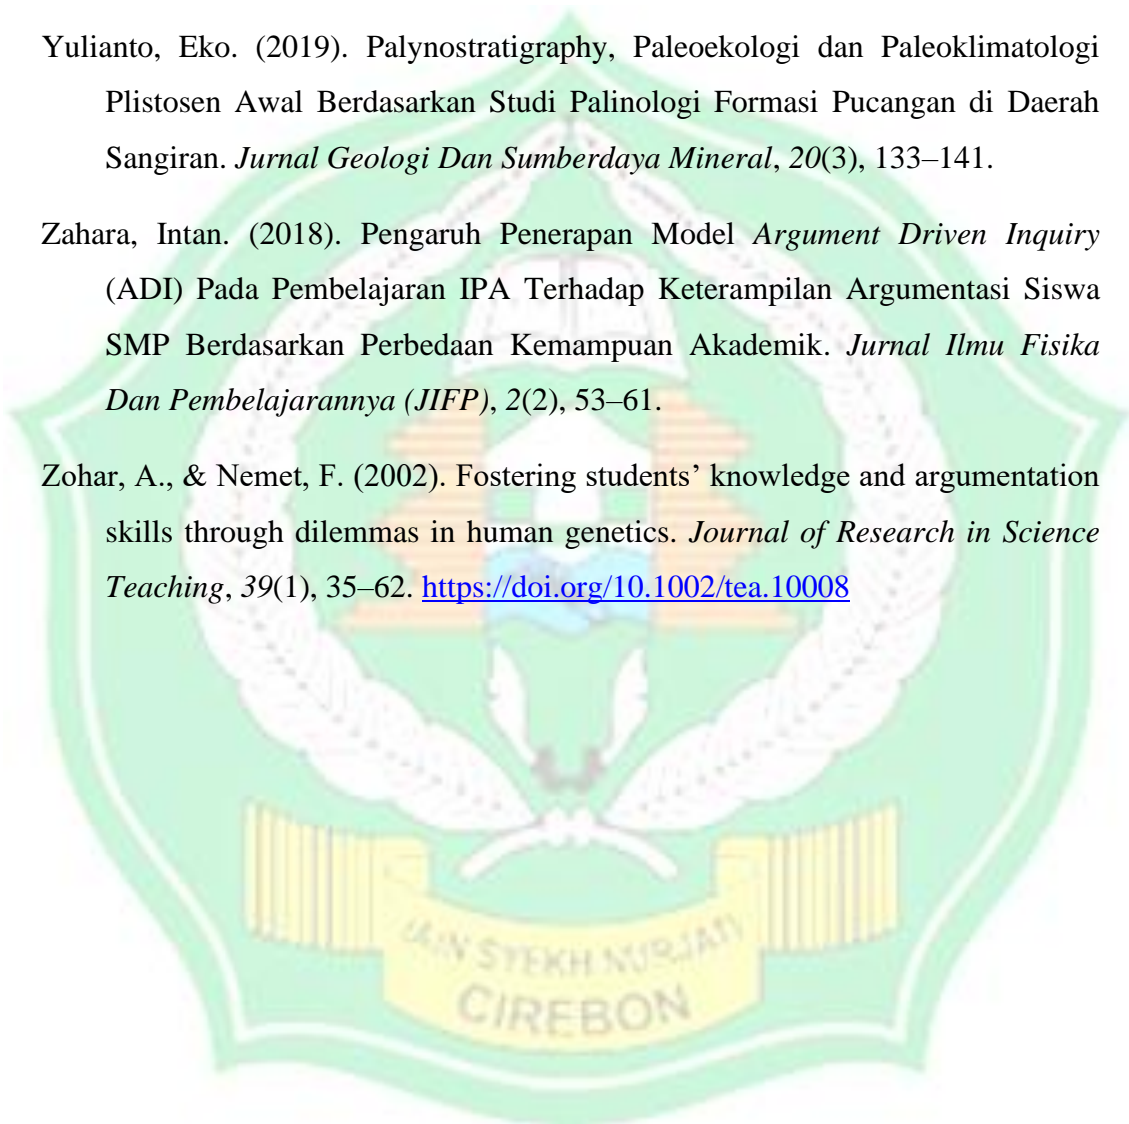 Yulianto, Eko. (2019). Palynostratigraphy, Paleoekologi dan Paleoklimatologi
Plistosen Awal Berdasarkan Studi Palinologi Formasi Pucangan di Daerah
Sangiran. Jurnal Geologi Dan Sumberdaya Mineral, 20(3), 133–141.
Zahara, Intan. (2018). Pengaruh Penerapan Model Argument Driven Inquiry
(ADI) Pada Pembelajaran IPA Terhadap Keterampilan Argumentasi Siswa
SMP Berdasarkan Perbedaan Kemampuan Akademik. Jurnal Ilmu Fisika
Dan Pembelajarannya (JIFP), 2(2), 53–61.
Zohar, A., & Nemet, F. (2002). Fostering students’ knowledge and argumentation
skills through dilemmas in human genetics. Journal of Research in Science
Teaching, 39(1), 35–62. https://doi.org/10.1002/tea.10008
IAIN SYEKH NURJATI
CIREBON